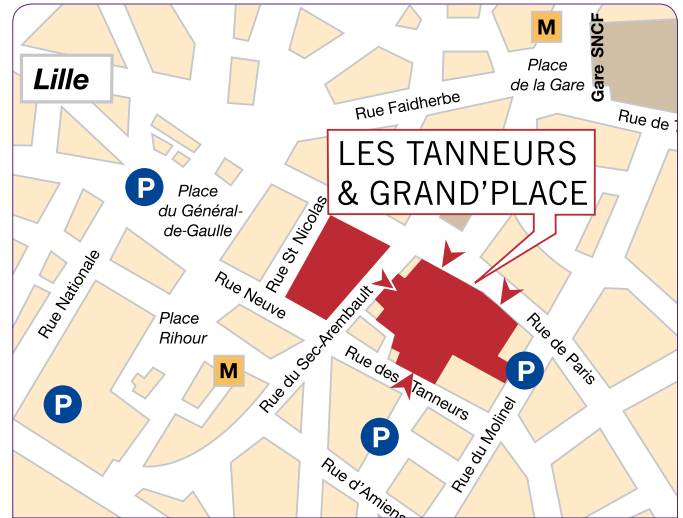 M
Gare SNCF
Lille
Place
de la Gare
Rue Faidherbe
Rue de
LES TANNEURS
& GRAND'PLACE
P
Place
du Général-
de-Gaulle
Rue St Nicolas
Rue Nationale
Rue Neuve
Place
Rihour
M
Rue du Sec-Arembault
Rue de Paris
Rue des Tanneurs
P
P
P
Rue du Molinel
Rue d'Amiens